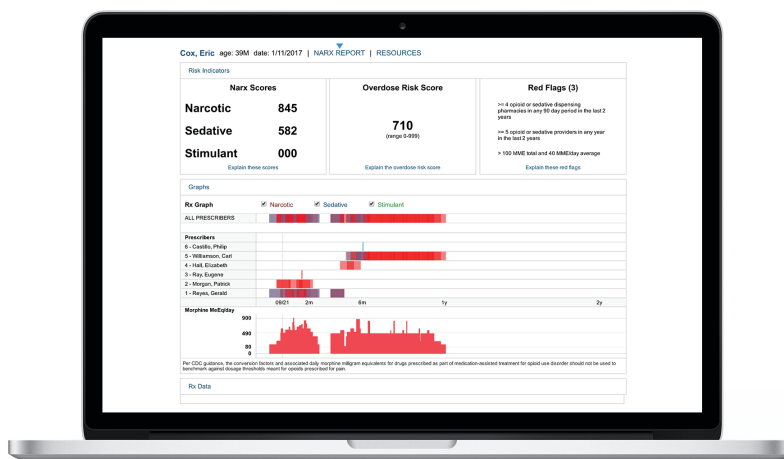 Cox, Eric age: 39M date: 1/11/2017 | NARX REPORT | RESOURCES
Risk Indicators
Narx Scores
Narcotic 845
Sedative 582
Stimulant 000
Explain these scores
Overdose Risk Score
710
(range 0-999)
Explain the overdose risk score
Red Flags (3)
>= 4 opioid or sedative dispensing
pharmacies in any 90 day period in the last 2
years
>= 5 opioid or sedative providers in any year
in the last 2 years
> 100 MME total and 40 MME/day average
Explain these red flags
Graphs
Rx Graph Narcotic Sedative Stimulant
ALL PRESCRIBERS
Prescribers
6 - Castillo, Philip
5 - Williamson, Carl
4 - Hall, Elizabeth
3 - Ray, Eugene
2 - Morgan, Patrick
1 - Reyes, Gerald
09/21 2m 6m 1y 2y
Morphine MeEq/day
900
490
80
0
Per CDC guidance, the conversion factors and associated daily morphine miligram equivalents for drugs prescribed as part of medication-assisted treatment for opioid use disorder should not be used to
benchmark against dosage thresholds meant for opioids prescribed for pain.
Rx Data